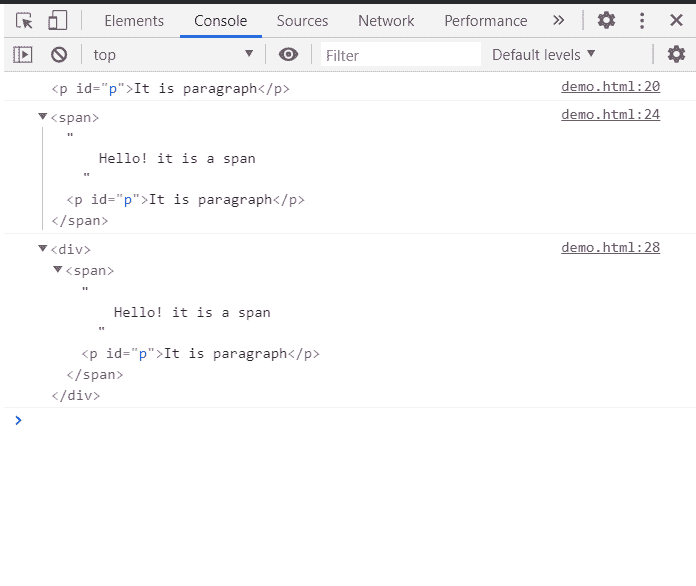 Elements Console Sources Network Performance »
top Filter Default levels
<p id="p">It is paragraph</p> demo.html:20
<span> demo.html:24
"
Hello! it is a span
"
<p id="p">It is paragraph</p>
</span>
<div> demo.html:28
<span>
"
Hello! it is a span
"
<p id="p">It is paragraph</p>
</span>
</div>